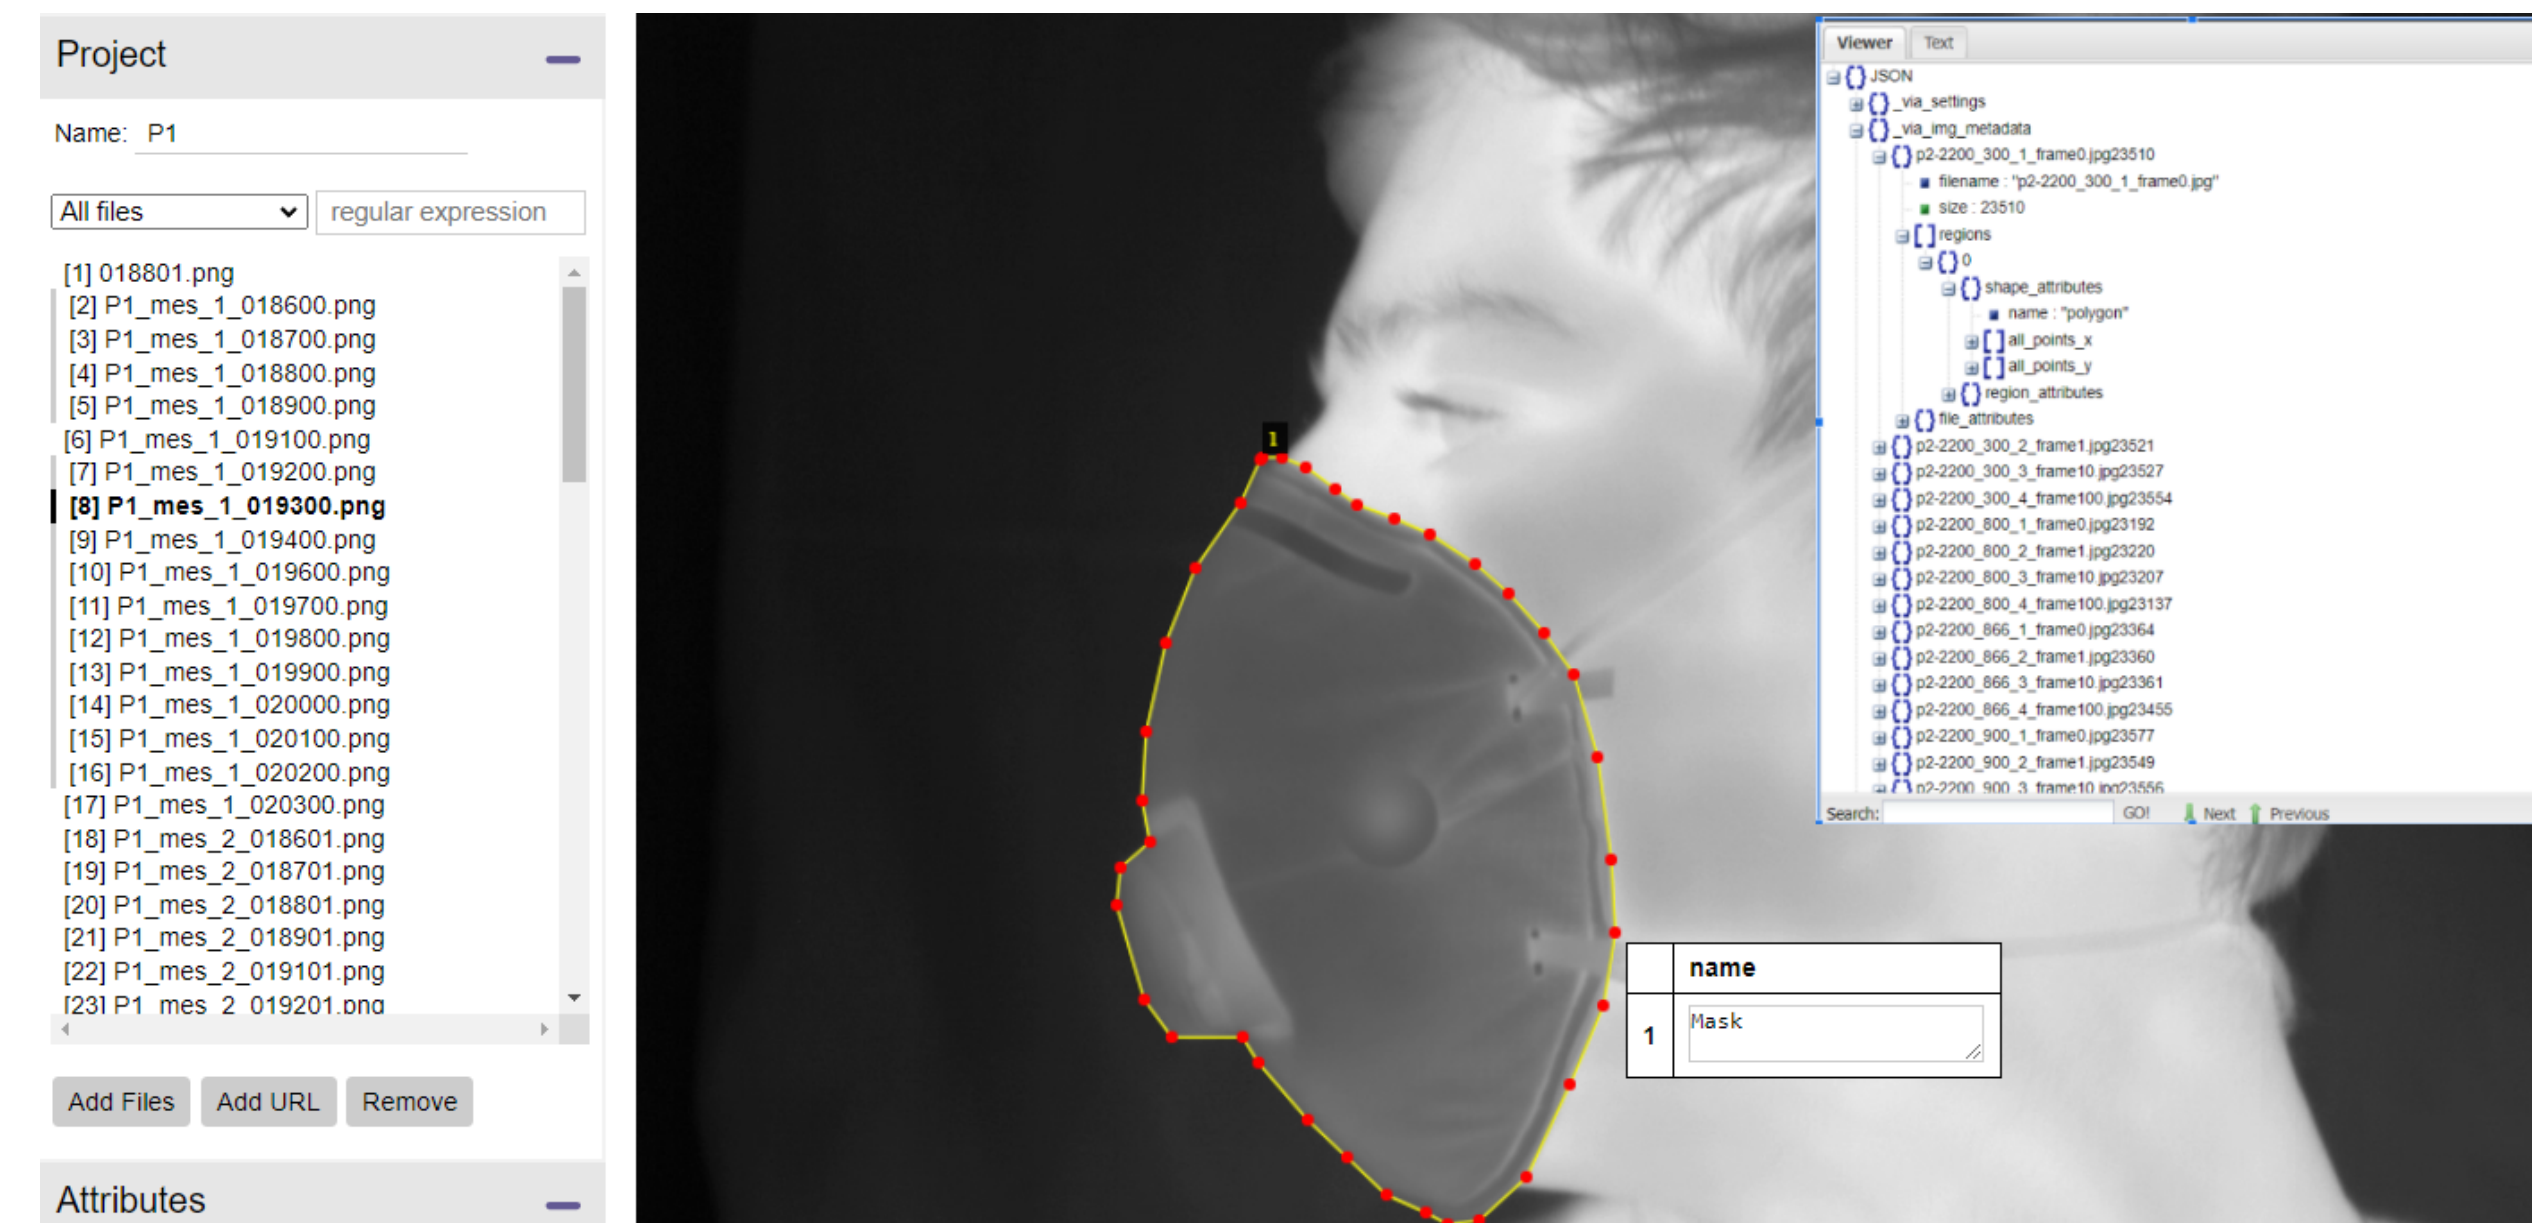 Project
Name: P1
All files
regular expression
[1] 018801.png
[2] P1_mes_1_018600.png
[3] P1_mes_1_018700.png
[4] P1_mes_1_018800.png
[5] P1_mes_1_018900.png
[6] P1_mes_1_019100.png
[7] P1_mes_1_019200.png
[8] P1_mes_1_019300.png
[9] P1_mes_1_019400.png
[10] P1_mes_1_019600.png
[11] P1_mes_1_019700.png
[12] P1_mes_1_019800.png
[13] P1_mes_1_019900.png
[14] P1_mes_1_020000.png
[15] P1_mes_1_020100.png
[16] P1_mes_1_020200.png
[17] P1_mes_1_020300.png
[18] P1_mes_2_018601.png
[19] P1_mes_2_018701.png
[20] P1_mes_2_018801.png
[21] P1_mes_2_018901.png
[22] P1_mes_2_019101.png
[23] P1_mes_2_019201.png
Add Files
Add URL
Remove
Attributes
1
name
1
Mask
Viewer
Text
{} JSON
{} _via_settings
{} _via_img_metadata
{} p2-2200_300_1_frame0.jpg23510
filename : "p2-2200_300_1_frame0.jpg"
size : 23510
[] regions
{} 0
{} shape_attributes
name : "polygon"
[] all_points_x
[] all_points_y
{} region_attributes
{} file_attributes
{} p2-2200_300_2_frame1.jpg23521
{} p2-2200_300_3_frame10.jpg23527
{} p2-2200_300_4_frame100.jpg23554
{} p2-2200_800_1_frame0.jpg23192
{} p2-2200_800_2_frame1.jpg23220
{} p2-2200_800_3_frame10.jpg23207
{} p2-2200_800_4_frame100.jpg23137
{} p2-2200_866_1_frame0.jpg23364
{} p2-2200_866_2_frame1.jpg23360
{} p2-2200_866_3_frame10.jpg23361
{} p2-2200_866_4_frame100.jpg23455
{} p2-2200_900_1_frame0.jpg23577
{} p2-2200_900_2_frame1.jpg23549
{} p2-2200_900_3_frame10.jpg23556
Search:
GO!
Next
Previous